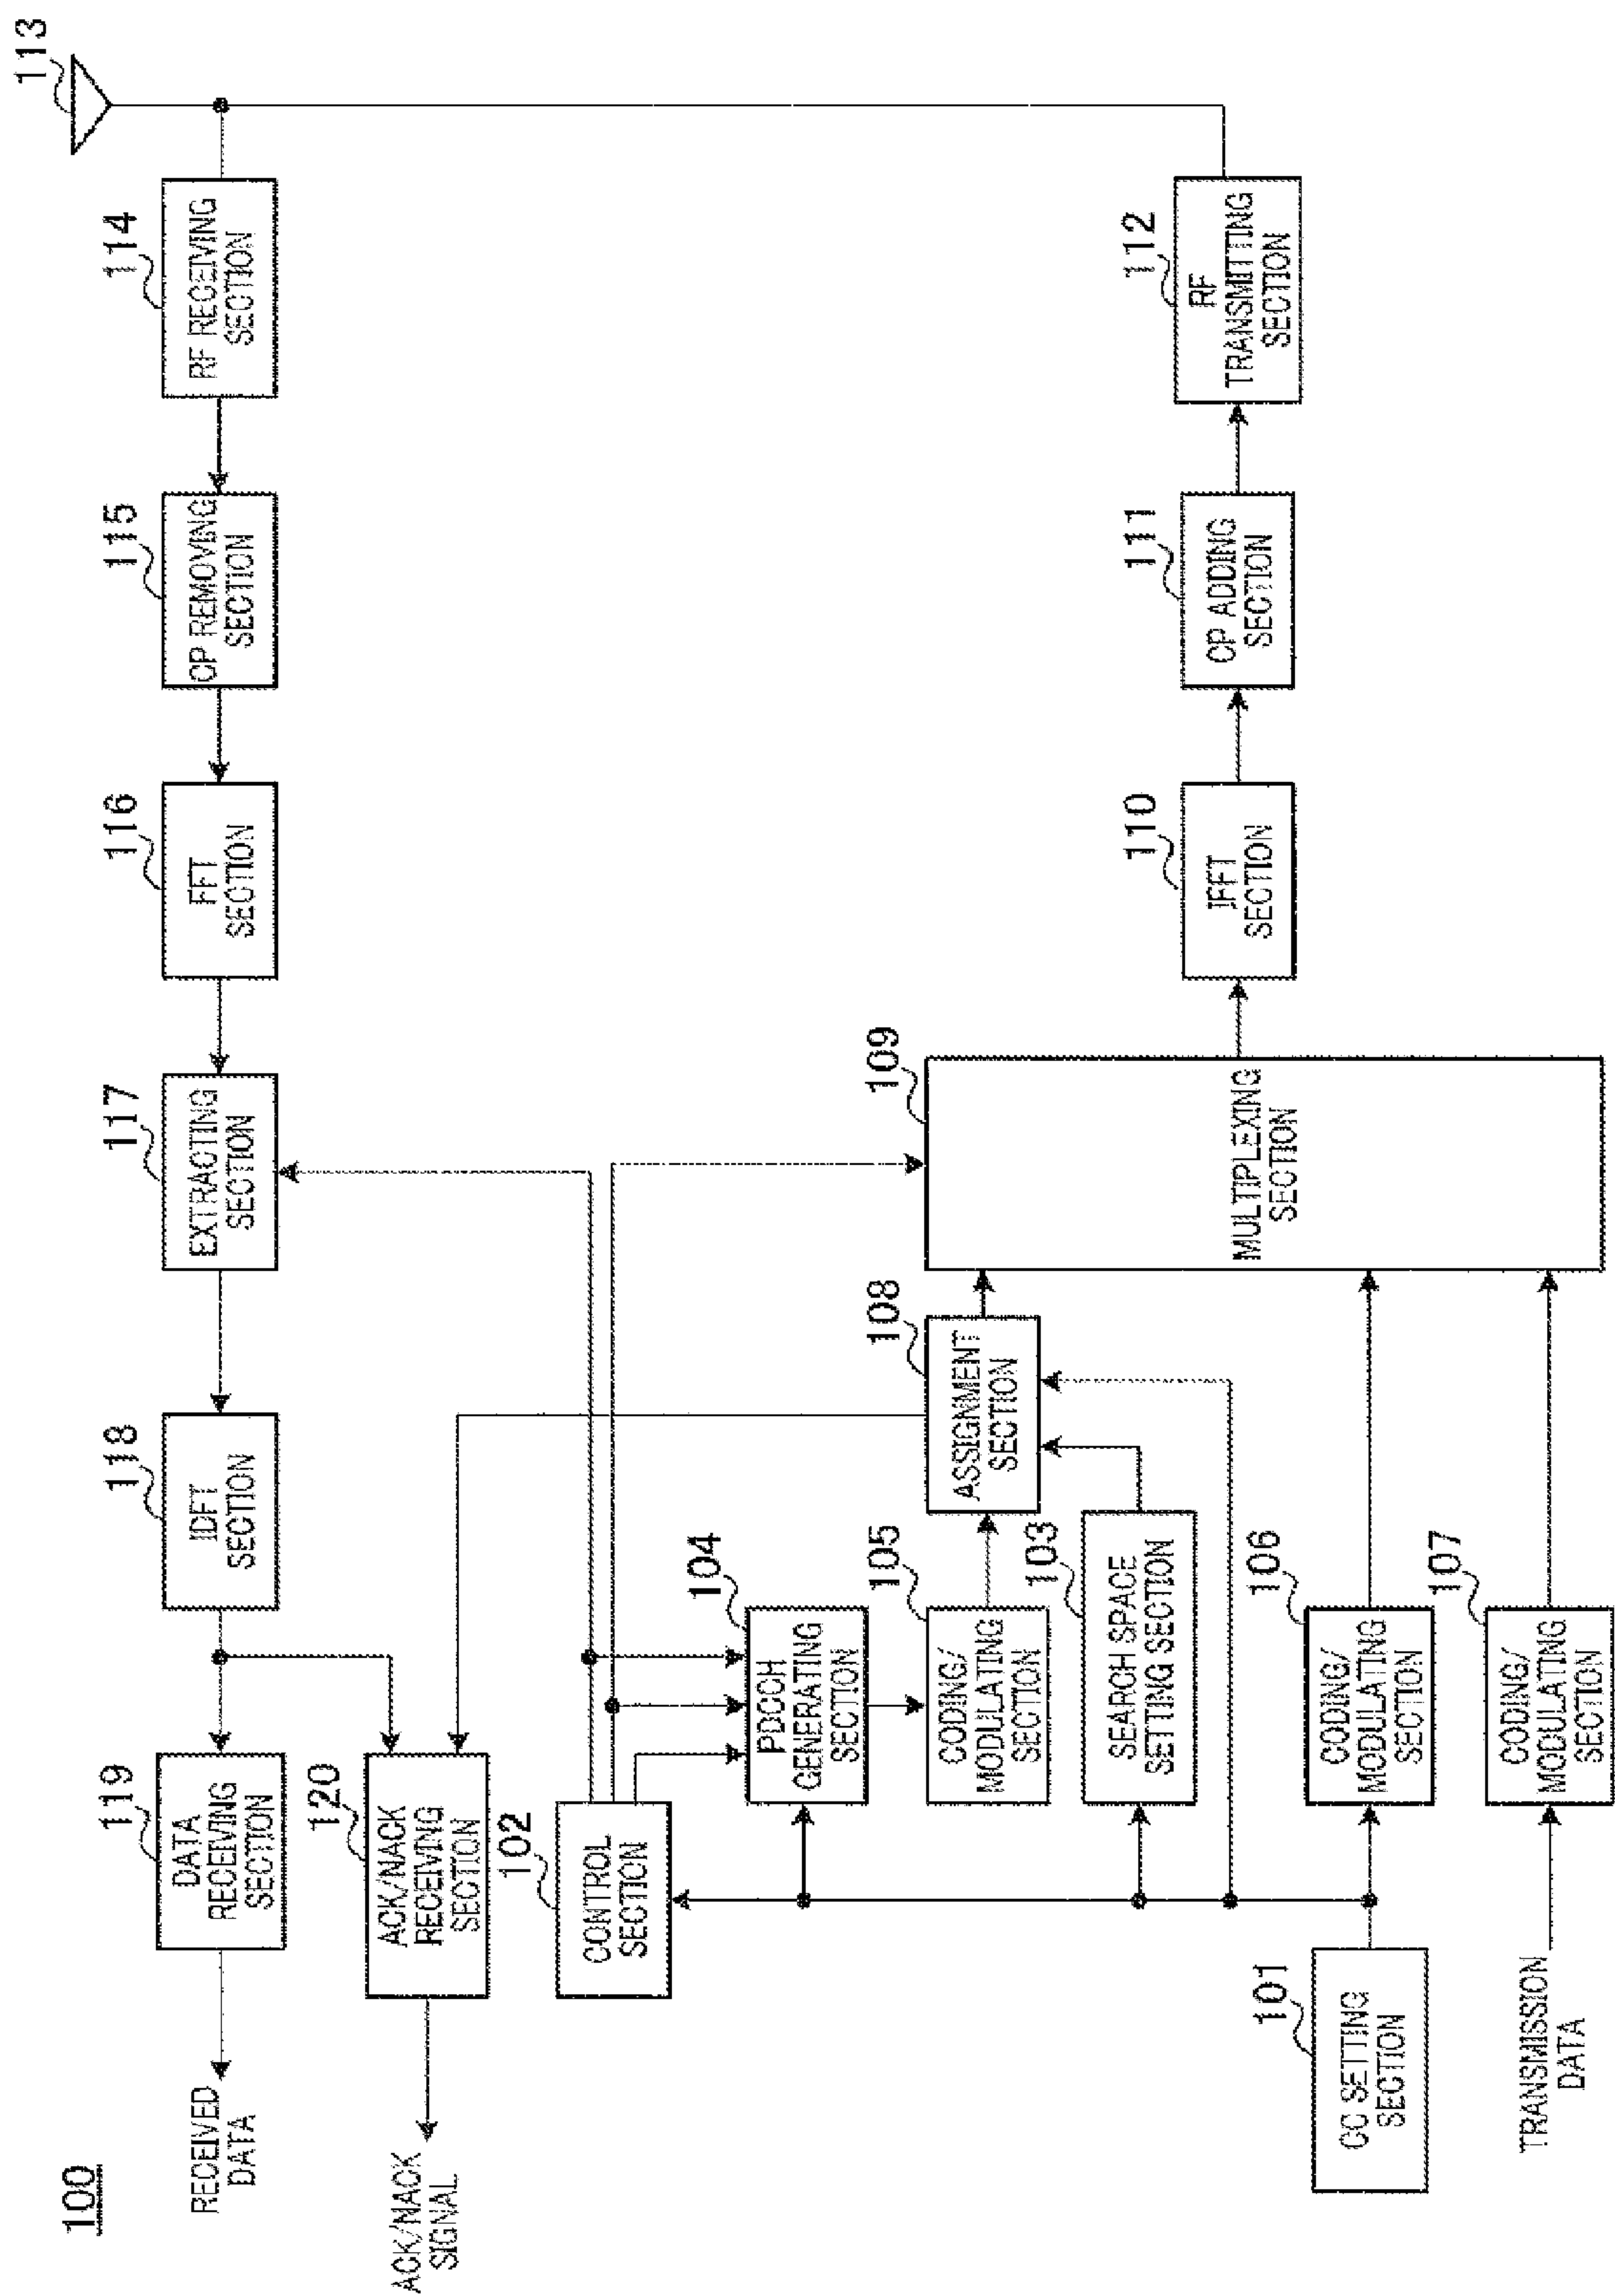 100
RECEIVED
DATA
119
DATA
RECEIVING
SECTION
118
IDFT
SECTION
117
EXTRACTING
SECTION
116
FFT
SECTION
115
CP REMOVING
SECTION
114
RF RECEIVING
SECTION
113
ACK/NACK
SIGNAL
120
ACK/NACK
RECEIVING
SECTION
102
CONTROL
SECTION
104
PDCCH
GENERATING
SECTION
105
CODING/
MODULATING
SECTION
103
SEARCH SPACE
SETTING SECTION
108
ASSIGNMENT
SECTION
109
MULTIPLEXING
SECTION
110
IFFT
SECTION
111
CP ADDING
SECTION
112
RF
TRANSMITTING
SECTION
101
CC SETTING
SECTION
106
CODING/
MODULATING
SECTION
107
CODING/
MODULATING
SECTION
TRANSMISSION
DATA